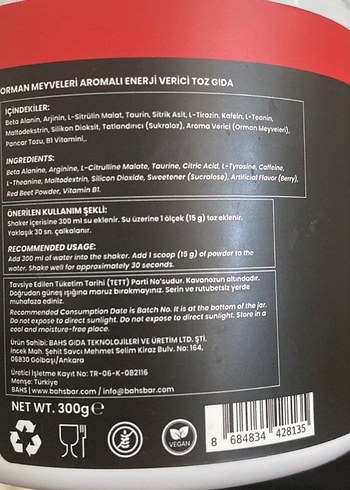 ORMAN MEYVELERİ AROMALI ENERJİ VERİCİ TOZ GIDA
İÇİNDEKİLER:
Beta Alanin, Arjinin, L-Sitrülin Malat, Taurin, Sitrik Asit, L-Tirozin, Kafein, L-Teanin,
Maltodekstrin, Silikon Dioksit, Tatlandırıcı (Sukraloz), Aroma Verici (Orman Meyveleri),
Pancar Tozu, B1 Vitamini,.
INGREDIENTS:
Beta Alanine, Arginine, L-Citrulline Malate, Taurine, Citric Acid, L-Tyrosine, Caffeine,
L-Theanine, Maltodextrin, Silicon Dioxide, Sweetener (Sucralose), Artificial Flavor (Berry),
Red Beet Powder, Vitamin B1.
ÖNERİLEN KULLANIM ŞEKLİ:
Shaker içerisine 300 ml su eklenir. Su üzerine 1 ölçek (15 g) toz eklenir.
Yaklaşık 30 sn. çalkalanır.
RECOMMENDED USAGE:
Add 300 ml of water into the shaker. Add 1 scoop (15 g) of powder to the
water. Shake well for approximately 30 seconds.
Tavsiye Edilen Tüketim Tarihi (TETT) Parti No'sudur. Kavanozun altındadır.
Doğrudan güneş ışığına maruz bırakmayınız. Serin ve rutubetsiz yerde
muhafaza ediniz.
Recommended Consumption Date is Batch No. It is at the bottom of the jar.
Do not expose to direct sunlight. Do not expose to direct sunlight. Store in a
cool and moisture-free place.
Ürün Sahibi: BAHS GIDA TEKNOLOJİLERİ VE ÜRETİM LTD. ŞTİ.
İncek Mah. Şehit Savcı Mehmet Selim Kiraz Bulv. No: 164,
06830 Gölbaşı/Ankara
Üretici İşletme Kayıt No: TR-06-K-082116
Menşe: Türkiye
BAHS | www.bahsbar.com / info@bahsbar.com
NET WT. 300g e
VEGAN
8 684834 428135